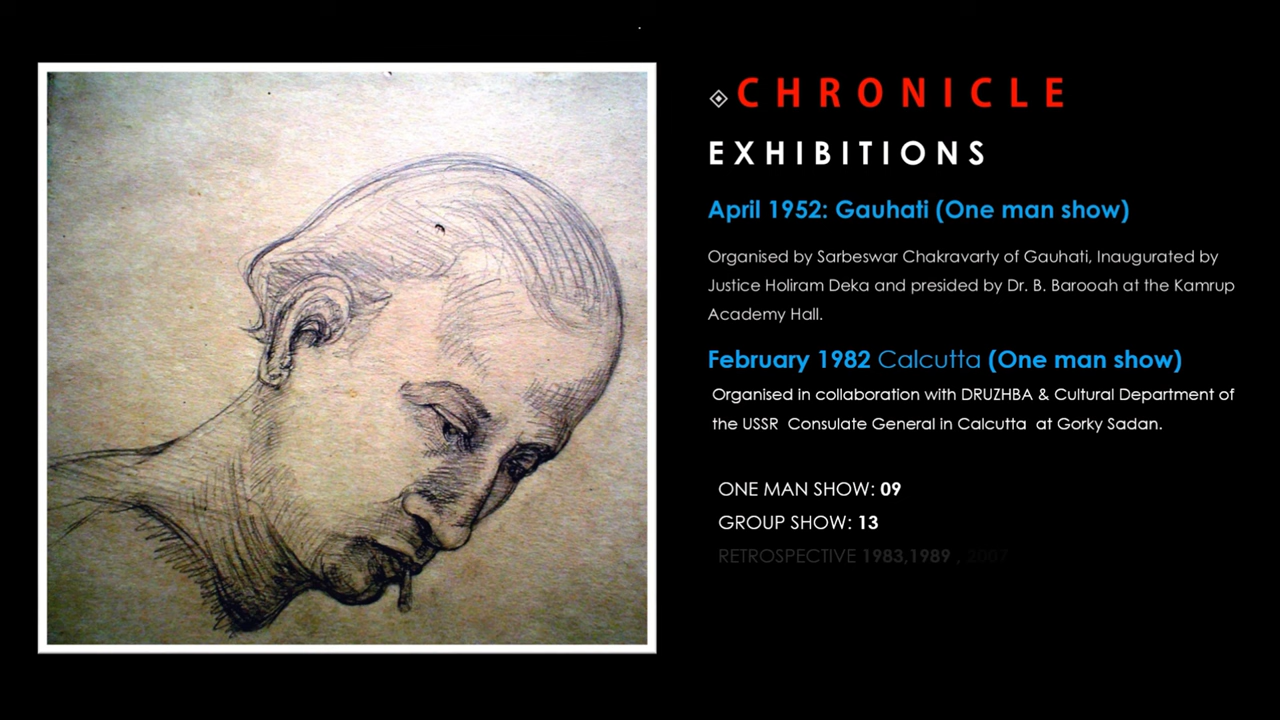 CHRONICLE
EXHIBITIONS
April 1952: Gauhati (One man show)
Organised by Sarbeswar Chakravarty of Gauhati, Inaugurated by
Justice Holiram Deka and presided by Dr. B. Barooah at the Kamrup
Academy Hall.
February 1982 Calcutta (One man show)
Organised in collaboration with DRUZHBA & Cultural Department of
the USSR Consulate General in Calcutta at Gorky Sadan.
ONE MAN SHOW: 09
GROUP SHOW: 13
RETROSPECTIVE 1983,1989 , 2007